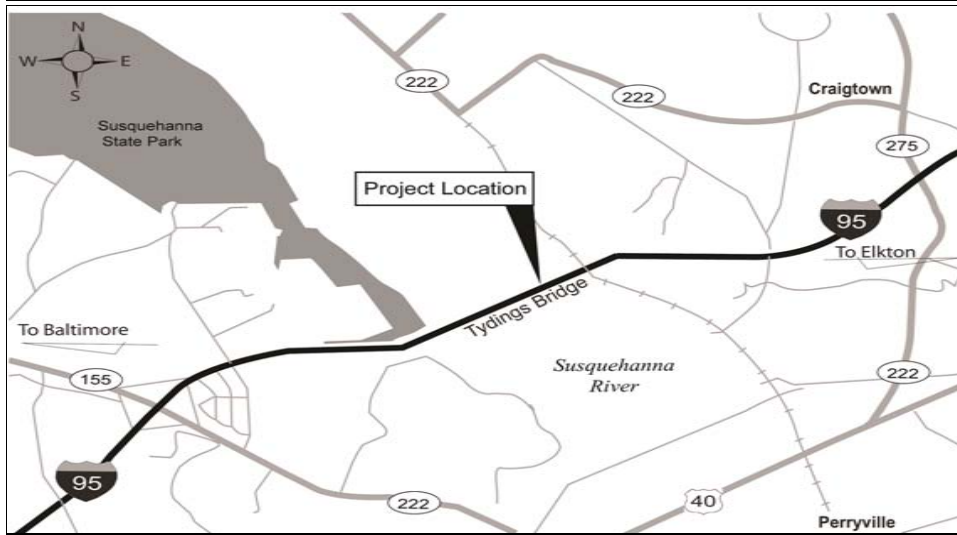 N
W E
S
Susquehanna
State Park
222
222
Craigtown
275
Project Location
95
To Elkton
Tydings Bridge
To Baltimore
155
Susquehanna
River
222
95
222
40
Perryville